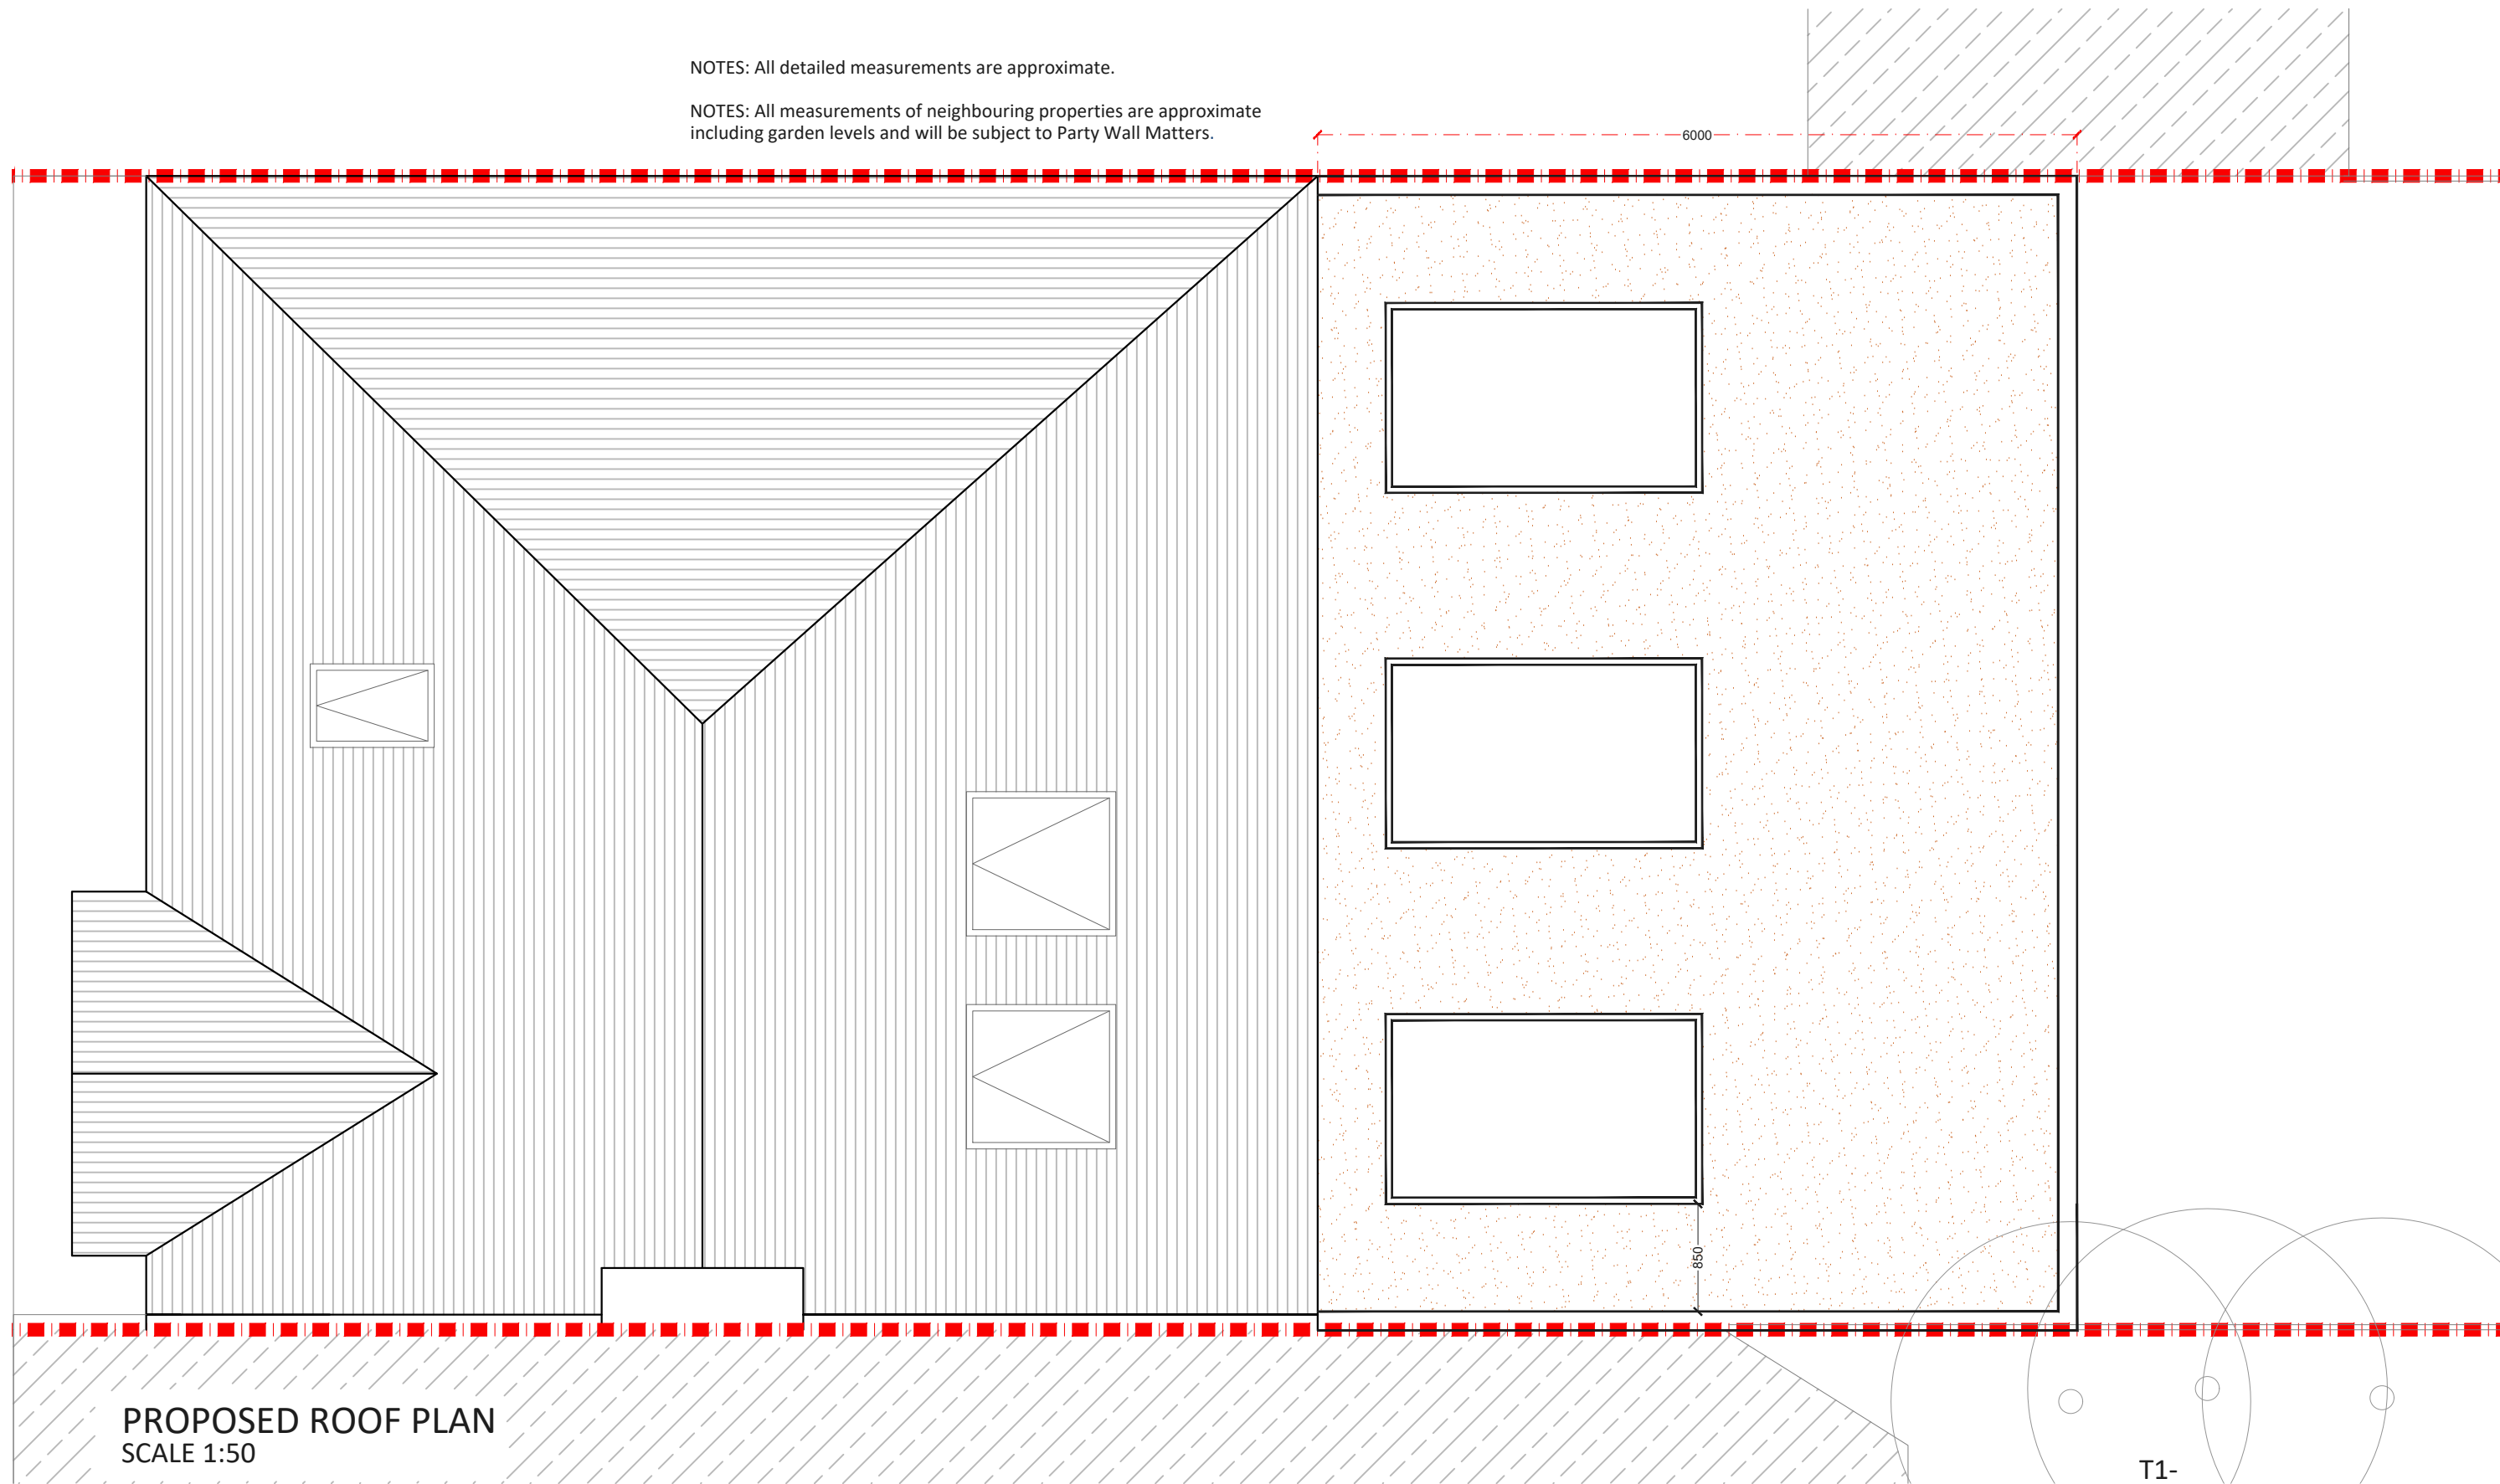 NOTES: All detailed measurements are approximate.
NOTES: All measurements of neighbouring properties are approximate
including garden levels and will be subject to Party Wall Matters.
6000
850
PROPOSED ROOF PLAN
SCALE 1:50
T1-